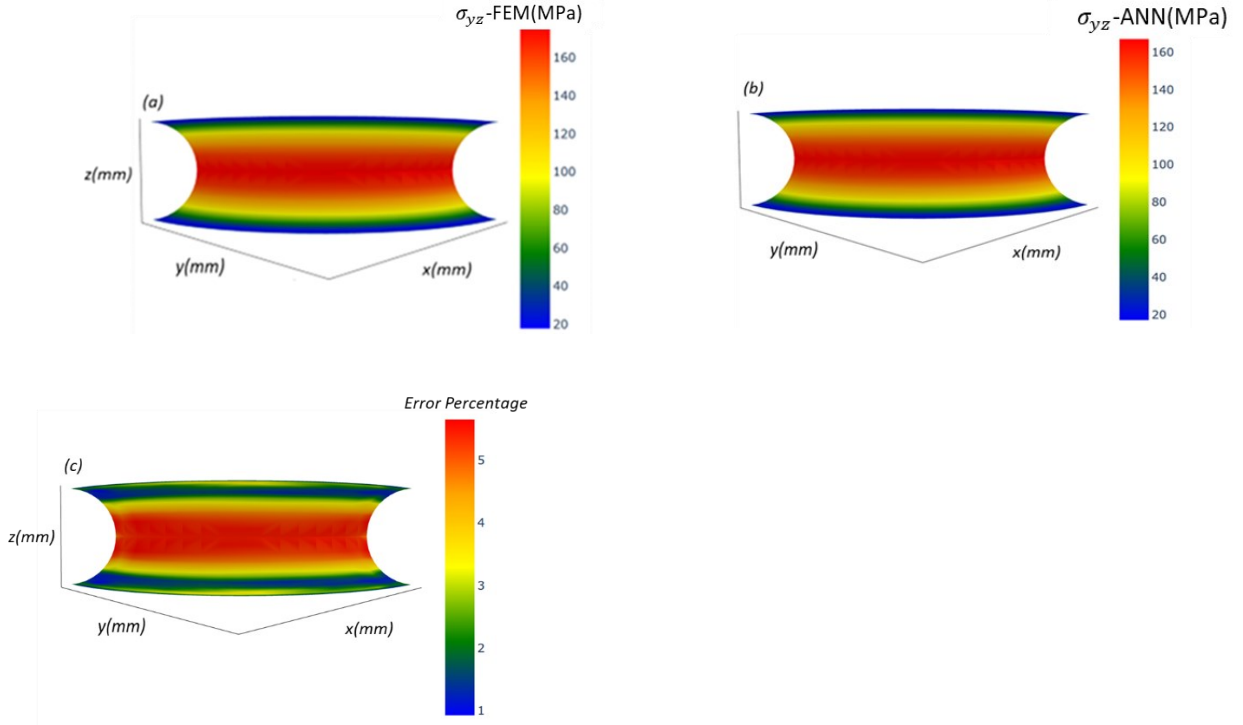 σyz-FEM(MPa)
160
140
120
100
80
60
40
20
(a)
z(mm)
y(mm)
x(mm)
σyz-ANN(MPa)
160
140
120
100
80
60
40
20
(b)
y(mm)
x(mm)
Error Percentage
5
4
3
2
1
(c)
z(mm)
y(mm)
x(mm)